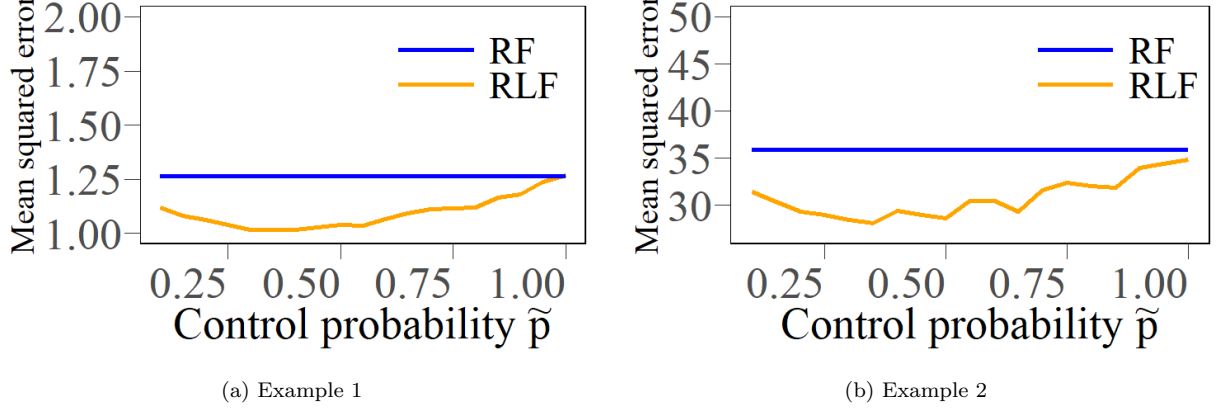 Mean squared error
2.00
1.75
1.50
1.25
1.00
RF
RLF
0.25 0.50 0.75 1.00
Control probability p̃
(a) Example 1
Mean squared error
50
45
40
35
30
RF
RLF
0.25 0.50 0.75 1.00
Control probability p̃
(b) Example 2